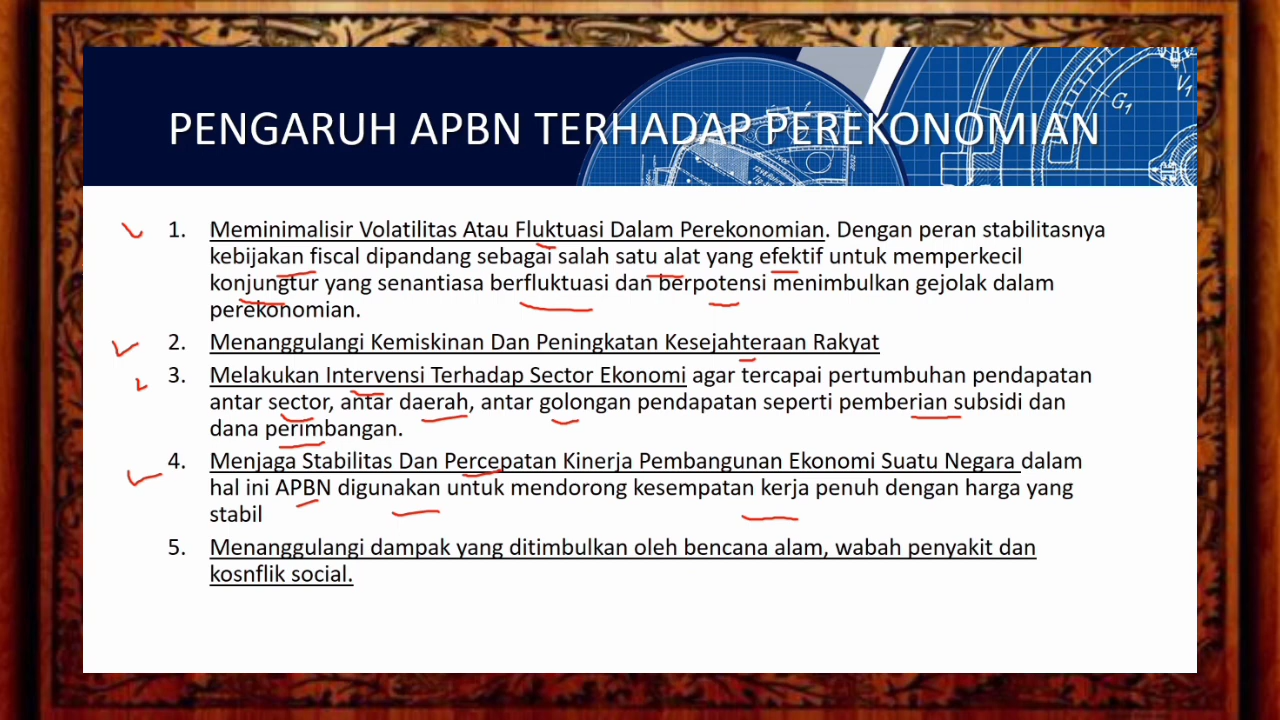 PENGARUH APBN TERHADAP PEREKONOMIAN
G1
V1
1. Meminimalisir Volatilitas Atau Fluktuasi Dalam Perekonomian. Dengan peran stabilitasnya
kebijakan fiscal dipandang sebagai salah satu alat yang efektif untuk memperkecil
konjungtur yang senantiasa berfluktuasi dan berpotensi menimbulkan gejolak dalam
perekonomian.
2. Menanggulangi Kemiskinan Dan Peningkatan Kesejahteraan Rakyat
3. Melakukan Intervensi Terhadap Sector Ekonomi agar tercapai pertumbuhan pendapatan
antar sector, antar daerah, antar golongan pendapatan seperti pemberian subsidi dan
dana perimbangan.
4. Menjaga Stabilitas Dan Percepatan Kinerja Pembangunan Ekonomi Suatu Negara dalam
hal ini APBN digunakan untuk mendorong kesempatan kerja penuh dengan harga yang
stabil
5. Menanggulangi dampak yang ditimbulkan oleh bencana alam, wabah penyakit dan
kosnflik social.